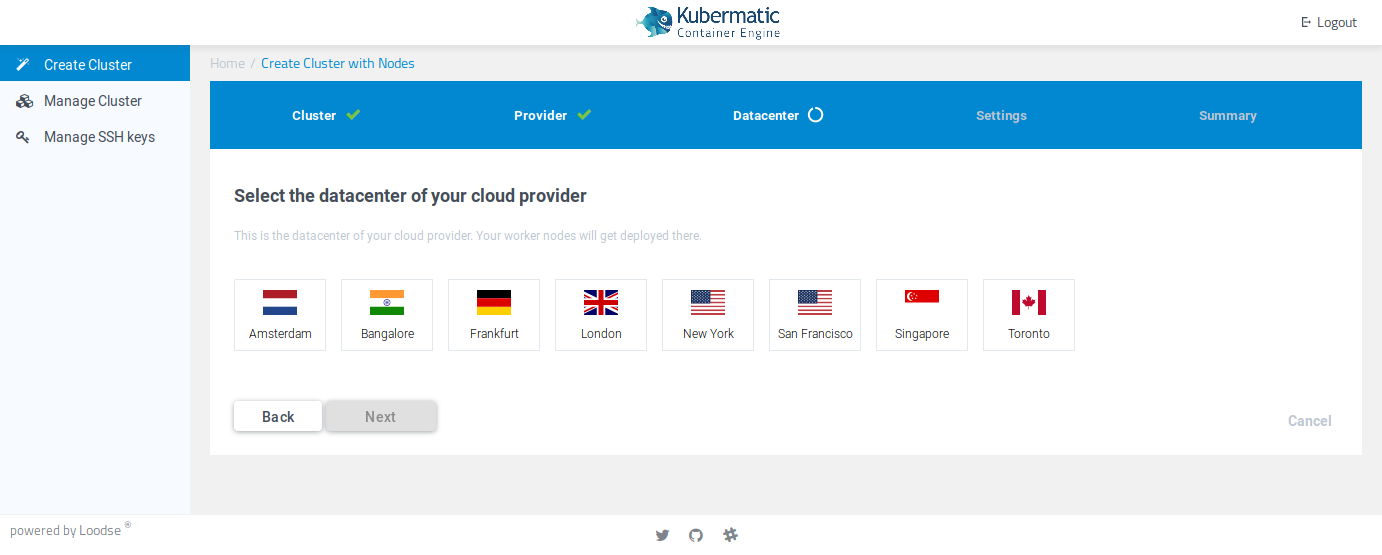 Kubermatic
Container Engine
Logout
Create Cluster
Manage Cluster
Manage SSH keys
Home / Create Cluster with Nodes
Cluster Provider Datacenter Settings Summary
Select the datacenter of your cloud provider
This is the datacenter of your cloud provider. Your worker nodes will get deployed there.
Amsterdam Bangalore Frankfurt London New York San Francisco Singapore Toronto
Back Next
Cancel
powered by Loodse ®